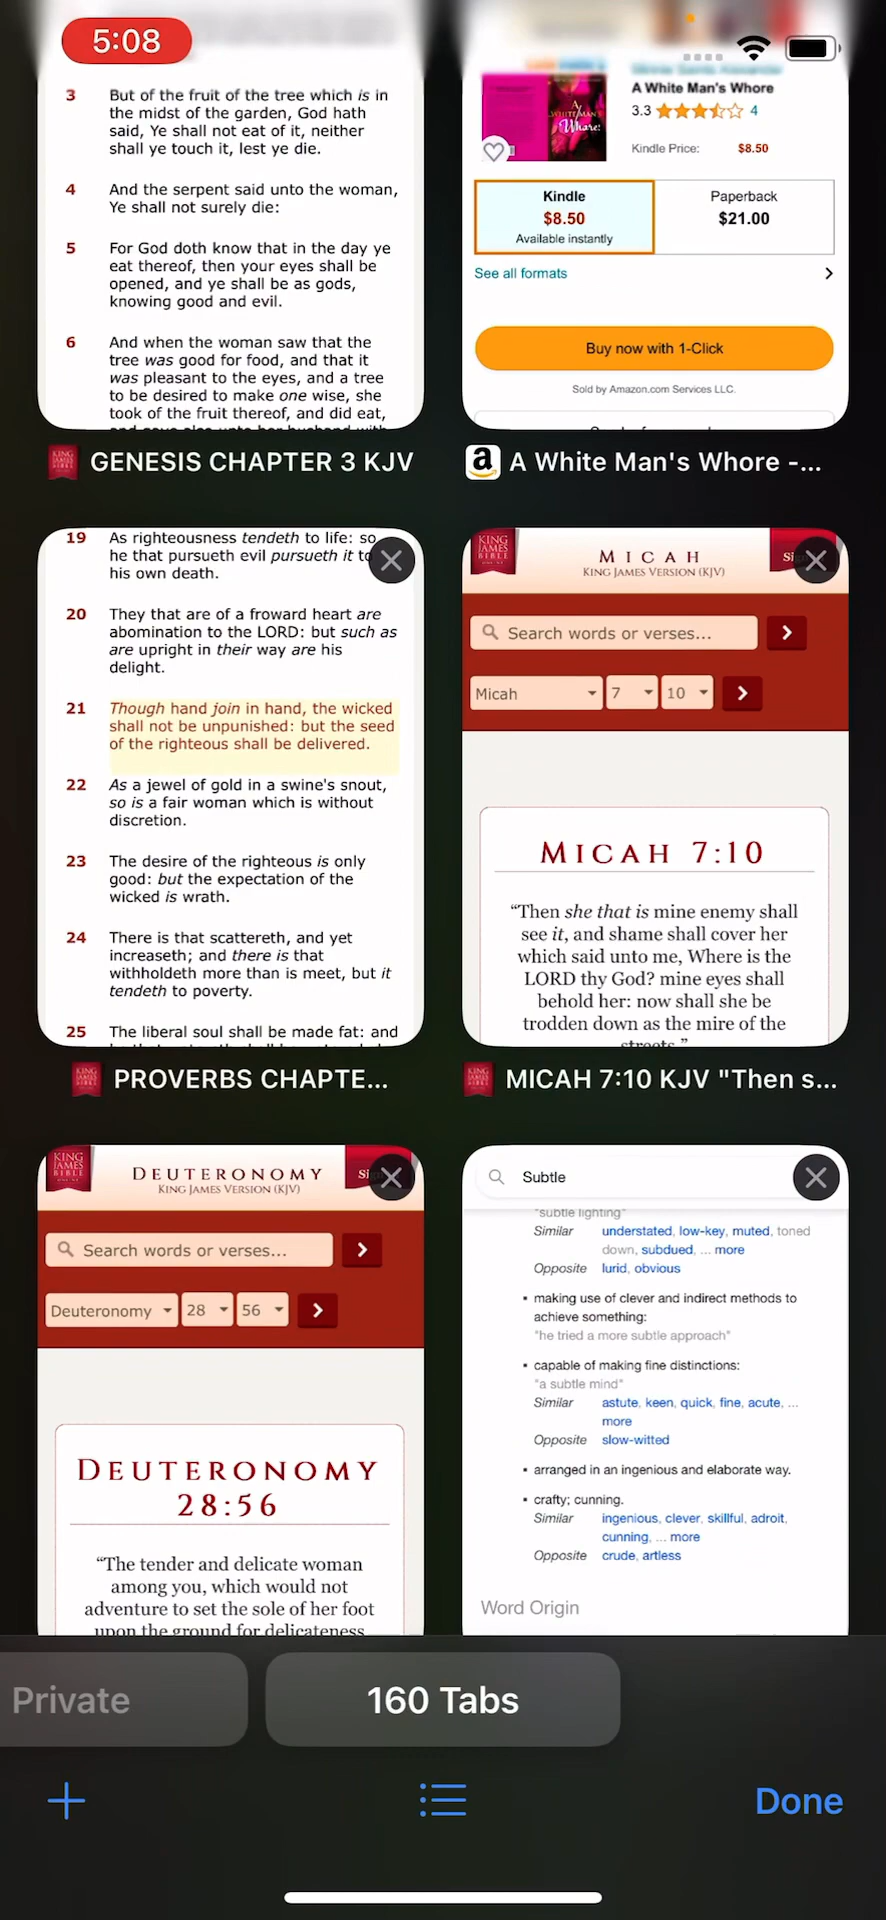 5:08
3 But of the fruit of the tree which is in
the midst of the garden, God hath
said, Ye shall not eat of it, neither
shall ye touch it, lest ye die.
4 And the serpent said unto the woman,
Ye shall not surely die:
5 For God doth know that in the day ye
eat thereof, then your eyes shall be
opened, and ye shall be as gods,
knowing good and evil.
6 And when the woman saw that the
tree was good for food, and that it
was pleasant to the eyes, and a tree
to be desired to make one wise, she
took of the fruit thereof, and did eat,
GENESIS CHAPTER 3 KJV
A White Man's Whore
3.3 4
Kindle Price: $8.50
Kindle
$8.50
Available instantly
Paperback
$21.00
See all formats
Buy now with 1-Click
Sold by Amazon.com Services LLC.
A White Man's Whore -...
19 As righteousness tendeth to life: so
he that pursueth evil pursueth it to
his own death.
20 They that are of a froward heart are
abomination to the LORD: but such as
are upright in their way are his
delight.
21 Though hand join in hand, the wicked
shall not be unpunished: but the seed
of the righteous shall be delivered.
22 As a jewel of gold in a swine's snout,
so is a fair woman which is without
discretion.
23 The desire of the righteous is only
good: but the expectation of the
wicked is wrath.
24 There is that scattereth, and yet
increaseth; and there is that
withholdeth more than is meet, but it
tendeth to poverty.
25 The liberal soul shall be made fat: and
PROVERBS CHAPTE...
KING
JAMES
BIBLE
MICAH
KING JAMES VERSION (KJV)
Search words or verses...
Micah 7 10
MICAH 7:10
“Then she that is mine enemy shall
see it, and shame shall cover her
which said unto me, Where is the
LORD thy God? mine eyes shall
behold her: now shall she be
trodden down as the mire of the
streets.”
MICAH 7:10 KJV "Then s...
KING
JAMES
BIBLE
DEUTERONOMY
KING JAMES VERSION (KJV)
Search words or verses...
Deuteronomy 28 56
DEUTERONOMY
28:56
“The tender and delicate woman
among you, which would not
adventure to set the sole of her foot
upon the ground for delicateness
Subtle
"subtle lighting"
Similar understated, low-key, muted, toned
down, subdued, ... more
Opposite lurid, obvious
• making use of clever and indirect methods to
achieve something:
"he tried a more subtle approach"
• capable of making fine distinctions:
"a subtle mind"
Similar astute, keen, quick, fine, acute, ...
more
Opposite slow-witted
• arranged in an ingenious and elaborate way.
• crafty; cunning.
Similar ingenious, clever, skillful, adroit,
cunning, ... more
Opposite crude, artless
Word Origin
Private
160 Tabs
Done